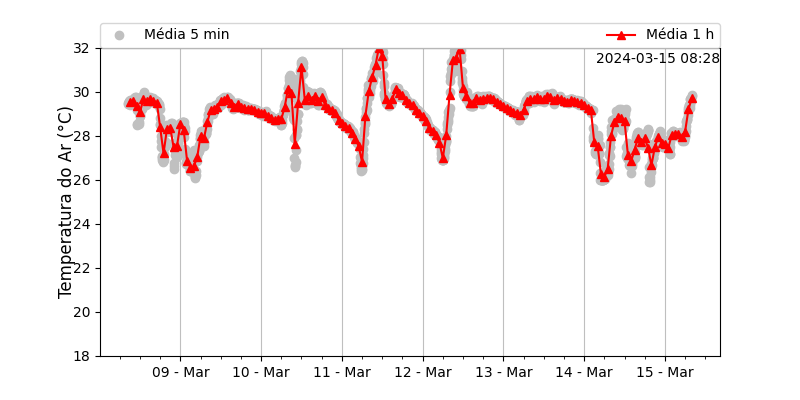 Média 5 min
Média 1 h
2024-03-15 08:28
Temperatura do Ar (°C)
32
30
28
26
24
22
20
18
09 - Mar
10 - Mar
11 - Mar
12 - Mar
13 - Mar
14 - Mar
15 - Mar